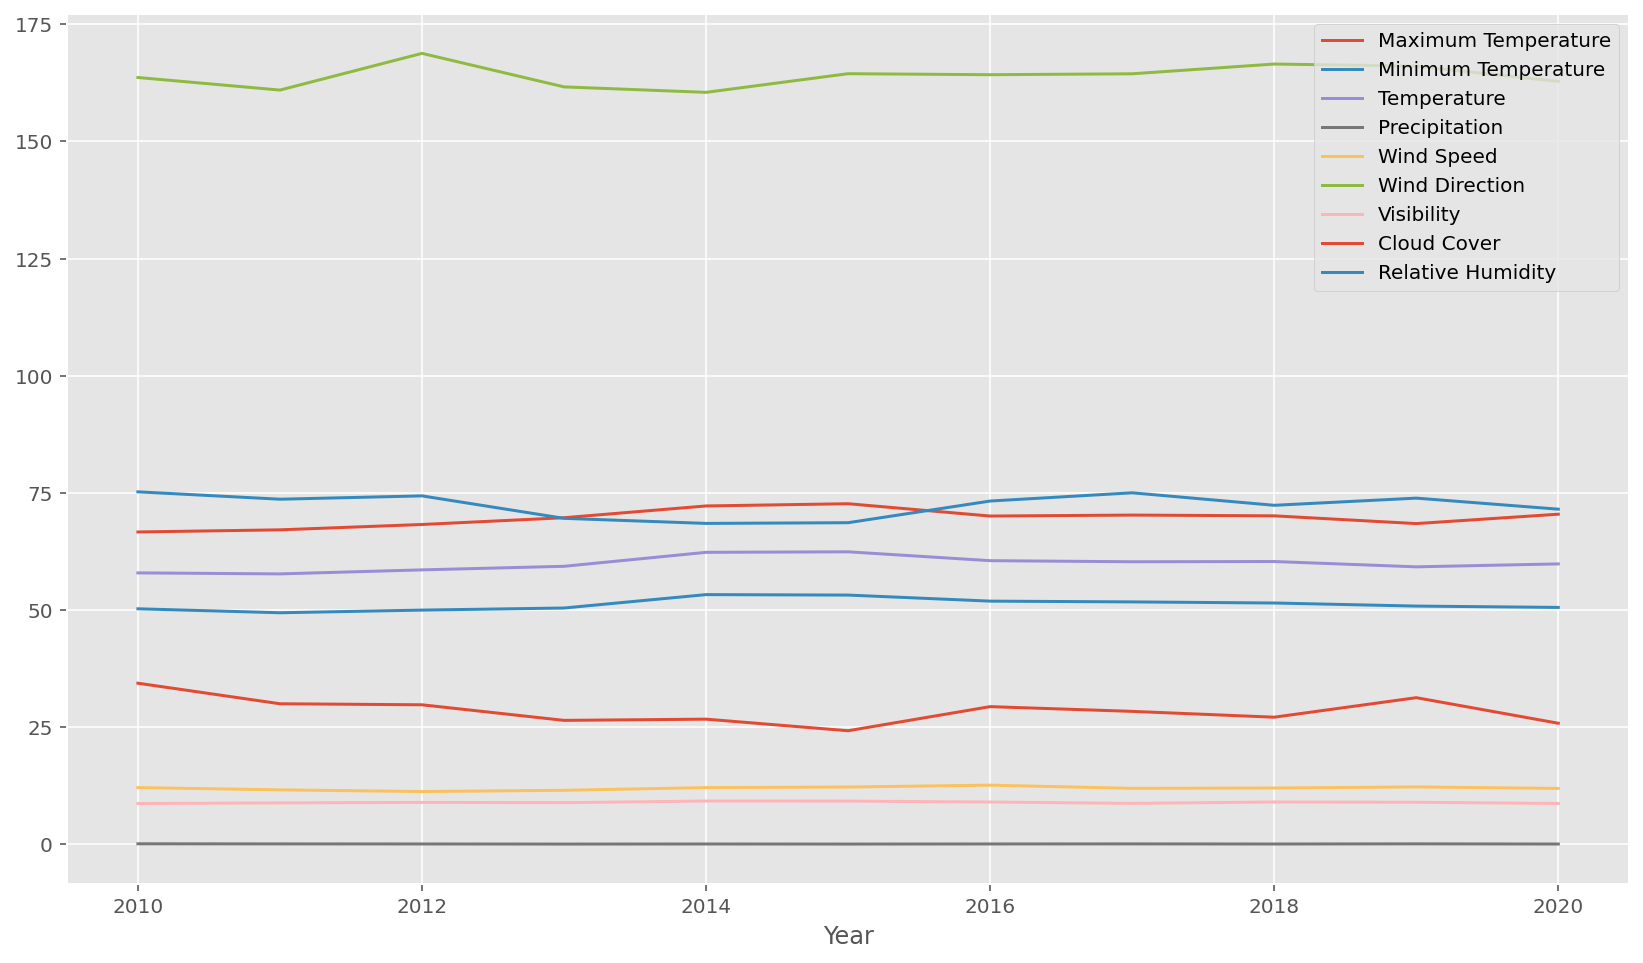 175
150
125
100
75
50
25
0
Maximum Temperature
Minimum Temperature
Temperature
Precipitation
Wind Speed
Wind Direction
Visibility
Cloud Cover
Relative Humidity
2010 2012 2014 2016 2018 2020
Year